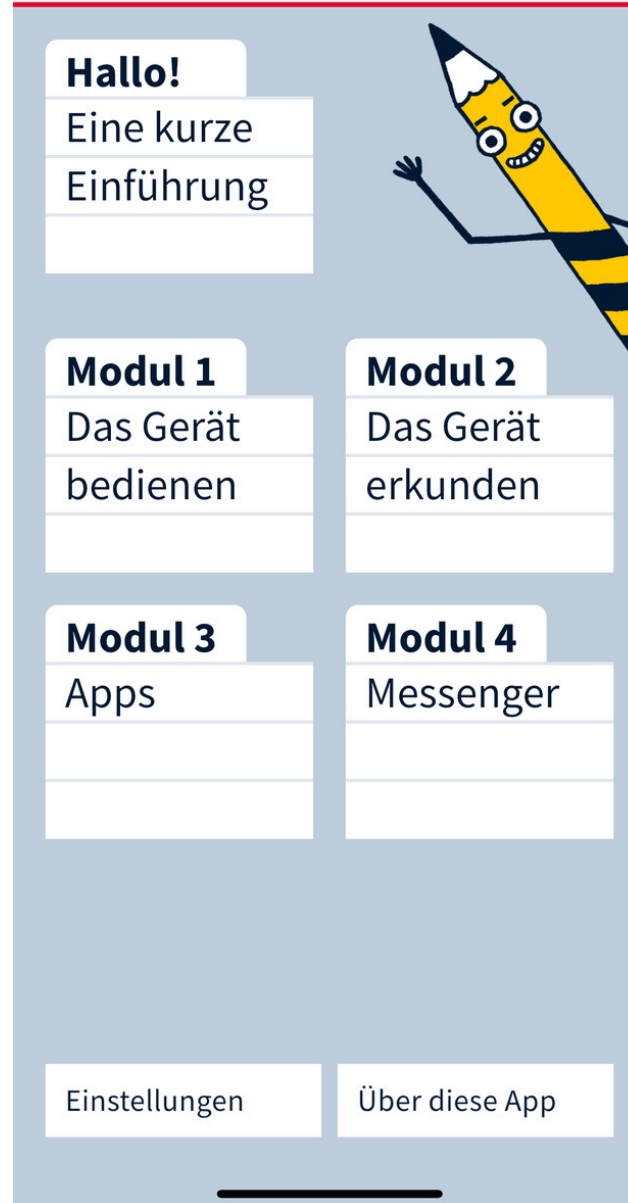 Hallo!
Eine kurze
Einführung
Modul 1
Das Gerät
bedienen
Modul 2
Das Gerät
erkunden
Modul 3
Apps
Modul 4
Messenger
Einstellungen
Über diese App